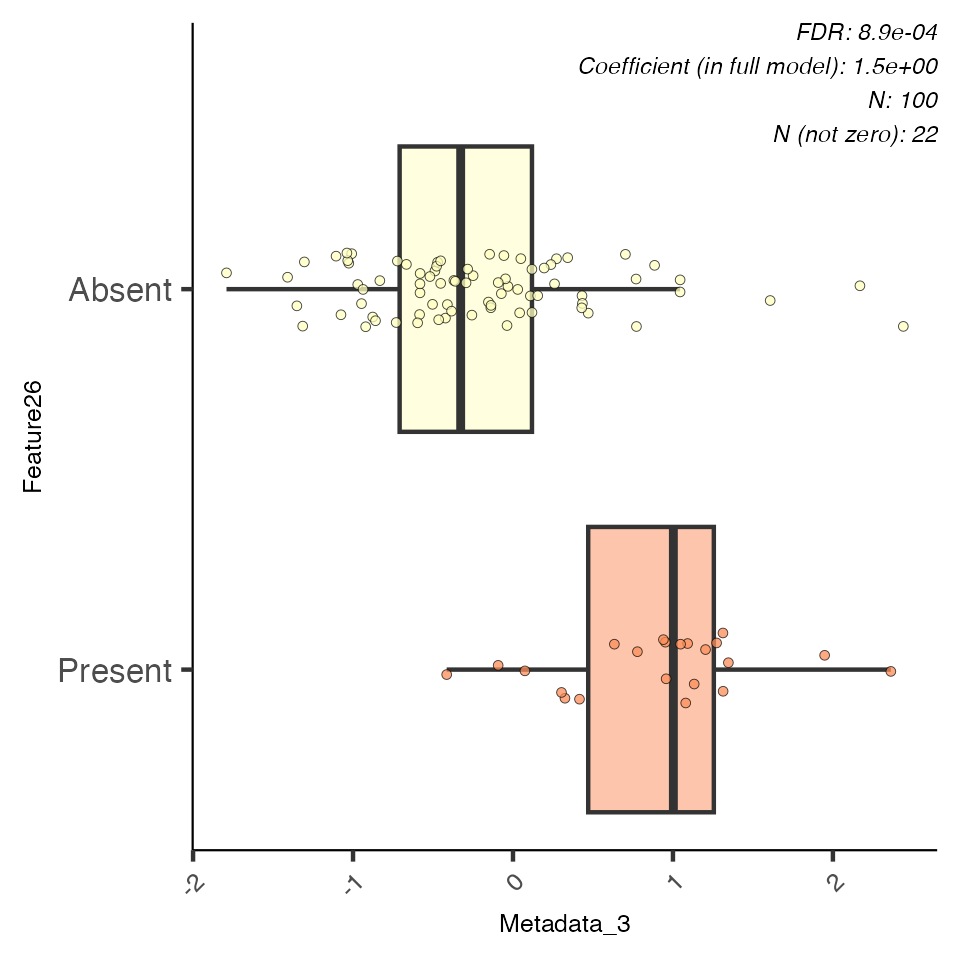 FDR: 8.9e-04
Coefficient (in full model): 1.5e+00
N: 100
N (not zero): 22
Absent
Feature26
Present
-2 -1 0 1 2
Metadata_3